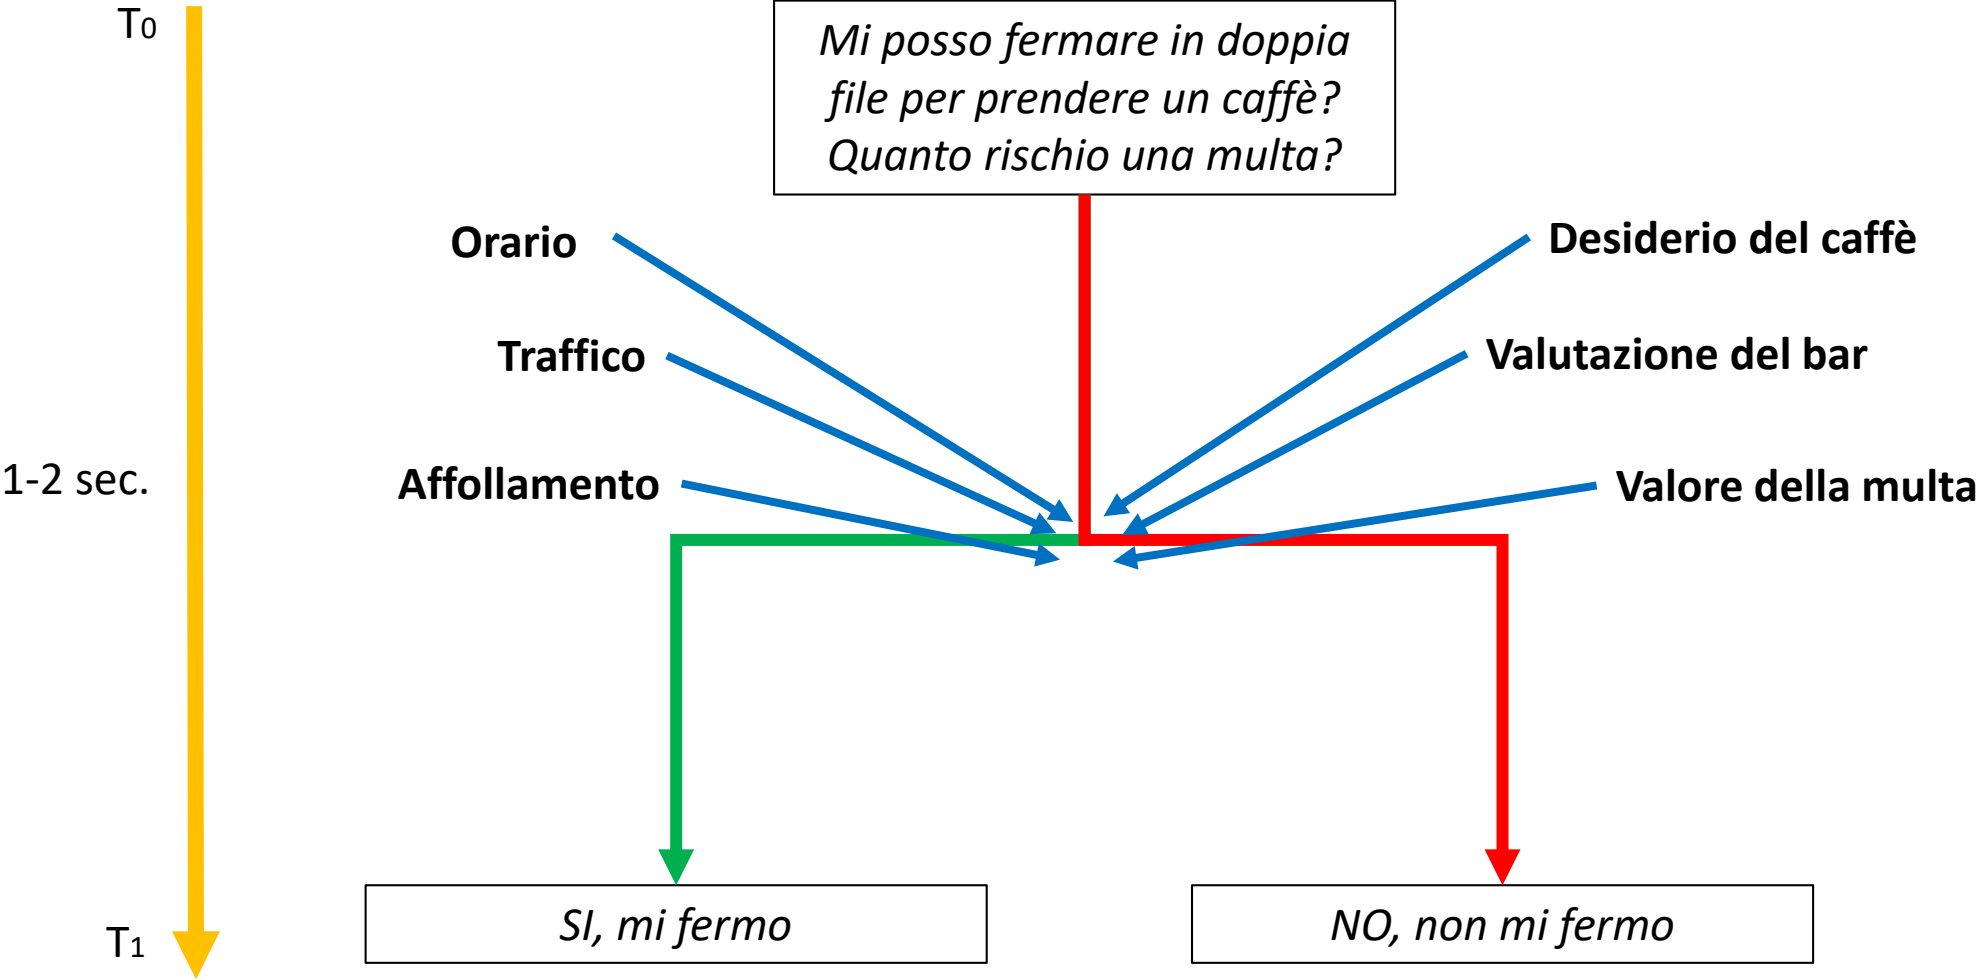 T0
Mi posso fermare in doppia
file per prendere un caffè?
Quanto rischio una multa?
Orario
Desiderio del caffè
Traffico
Valutazione del bar
1-2 sec.
Affollamento
Valore della multa
SI, mi fermo
NO, non mi fermo
T1